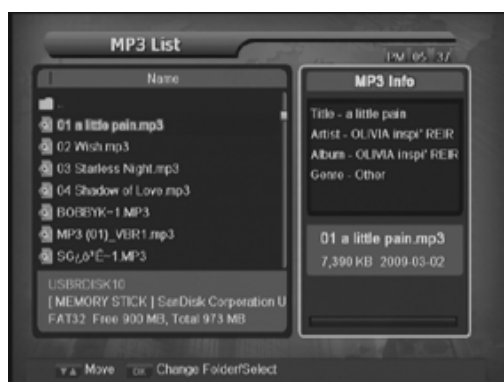 MP3 List
PM 05 37
Name
..
01 a little pain.mp3
02 Wish mp3
03 Starless Night.mp3
04 Shadow of Love mp3
BOBBYK-1.MP3
MP3 (01)_VBR1.mp3
-1.MP3
USBRDISK10
[MEMORY STICK] SanDisk Corporation U
FAT32 Free 900 MB, Total 973 MB
MP3 Info
Title - a little pain
Artist - OLIVIA inspi' REIR
Album - OLIVIA inspi' REIR
Genre - Other
01 a little pain.mp3
7,390 KB 2009-03-02
▼▲ Move OK Change Folder/Select